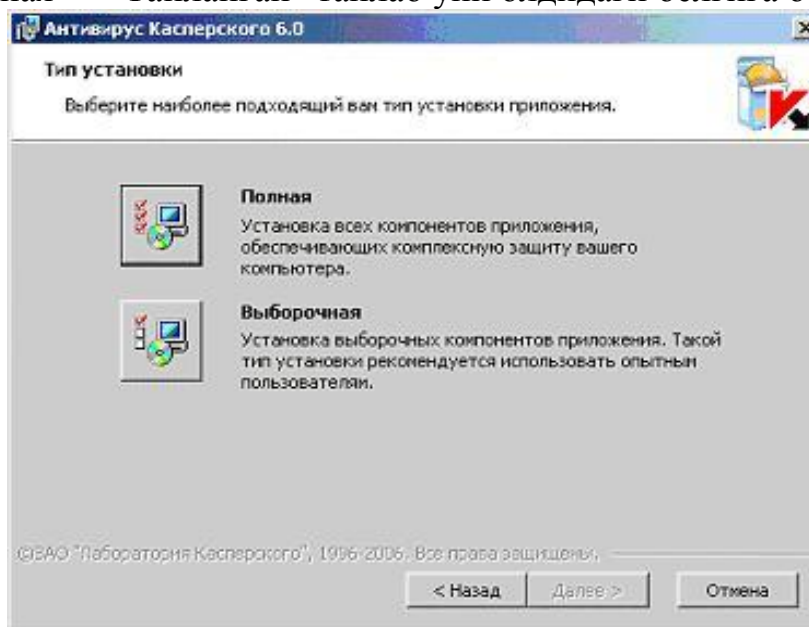 Антивирус Касперского 6.0
Тип установки
Выберите наиболее подходящий вам тип установки приложения.
Полная
Установка всех компонентов приложения,
обеспечивающих комплексную защиту вашего
компьютера.
Выборочная
Установка выборочных компонентов приложения. Такой
тип установки рекомендуется использовать опытным
пользователям.
©ЗАО "Лаборатория Касперского", 1996-2006. Все права защищены.
< Назад Далее > Отмена